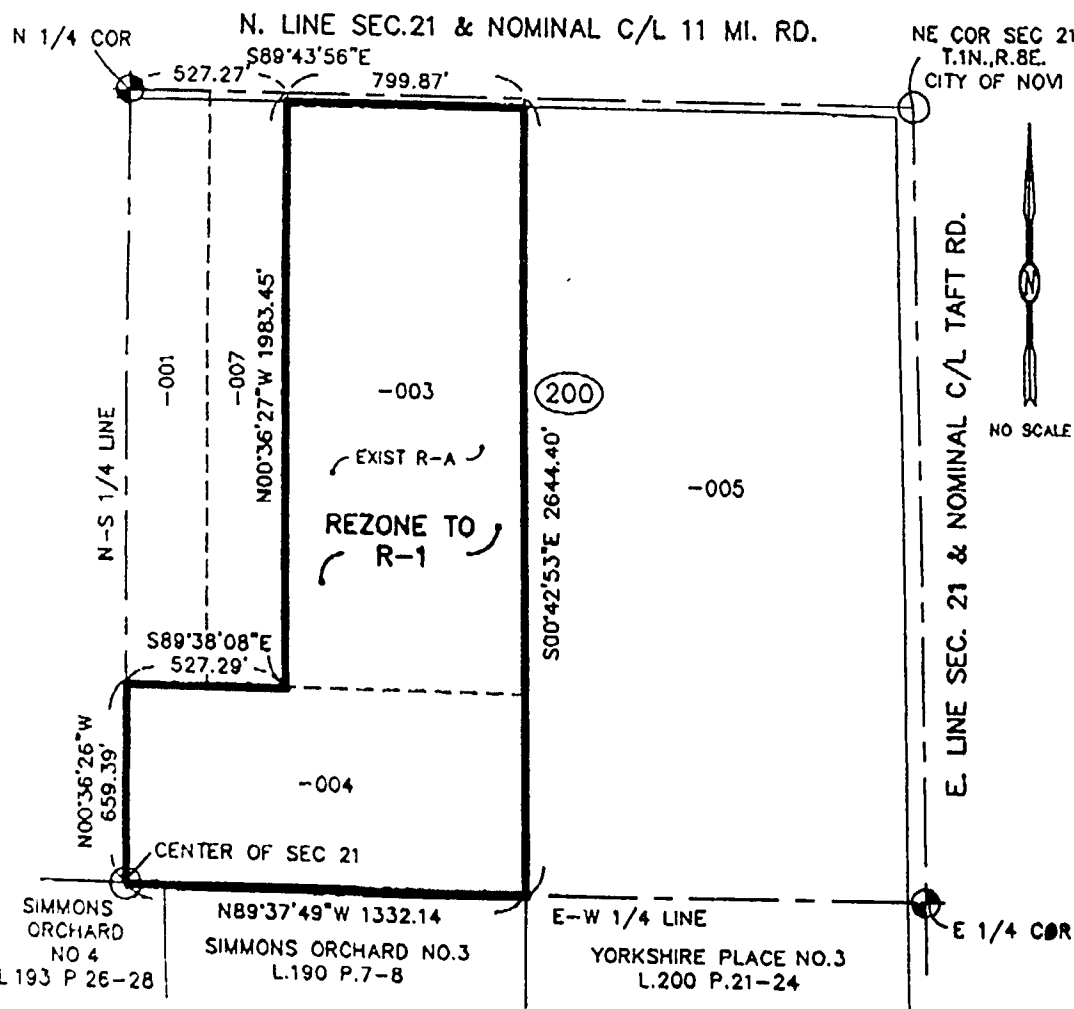 N. LINE SEC.21 & NOMINAL C/L 11 MI. RD.
N 1/4 COR
S89°43'56"E
527.27'
799.87'
NE COR SEC 21
T.1N.,R.8E.
CITY OF NOVI
N
NO SCALE
N-S 1/4 LINE
-001
-007
N00°36'27"W 1983.45'
-003
200
EXIST R-A
REZONE TO
R-1
S00°42'53"E 2644.40'
-005
E. LINE SEC. 21 & NOMINAL C/L TAFT RD.
S89°38'08"E
527.29'
N00°36'26"W
659.39'
-004
CENTER OF SEC 21
N89°37'49"W 1332.14
E-W 1/4 LINE
E 1/4 COR
SIMMONS
ORCHARD
NO 4
L.193 P 26-28
SIMMONS ORCHARD NO.3
L.190 P.7-8
YORKSHIRE PLACE NO.3
L.200 P.21-24